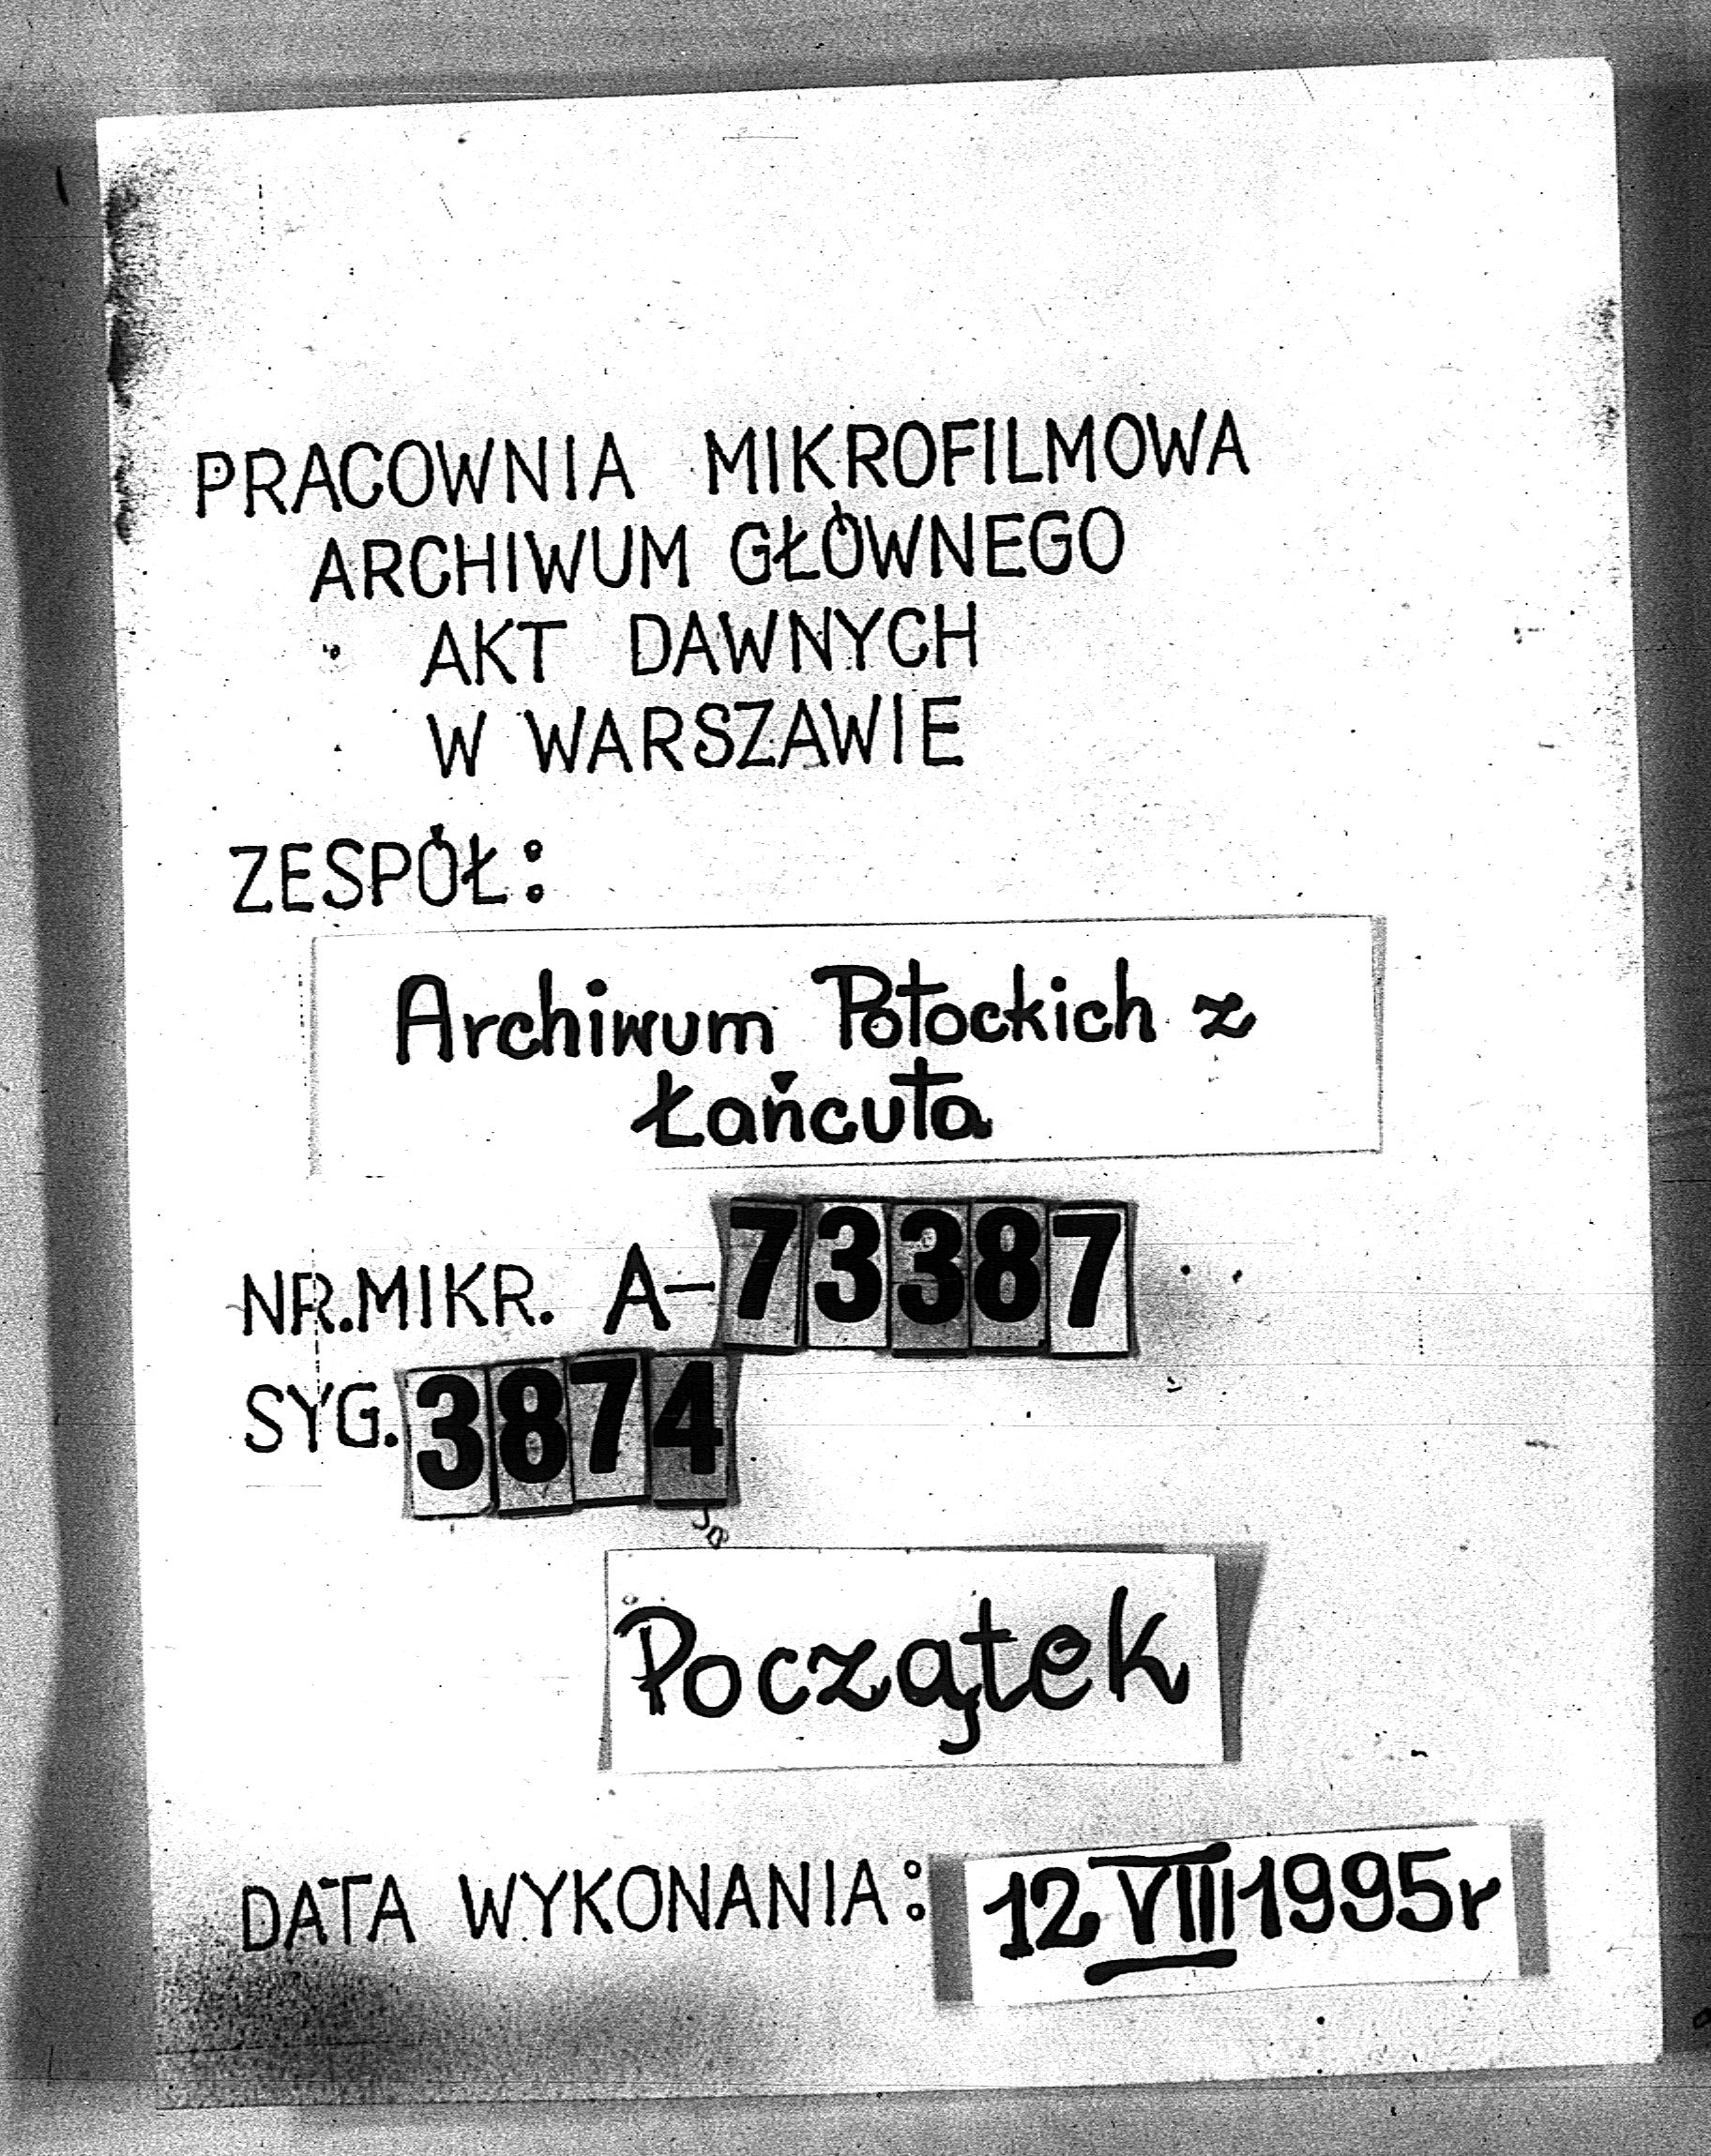 PRACOWNIA MIKROFILMOWA
ARCHIWUM GŁÓWNEGO
AKT DAWNYCH
W WARSZAWIE
ZESPÓŁ:
Archiwum Potockich z
Łańcuta
NR.MIKR. A-73387
SYG. 3874
Początek
DATA WYKONANIA: 12 VIII 1995r